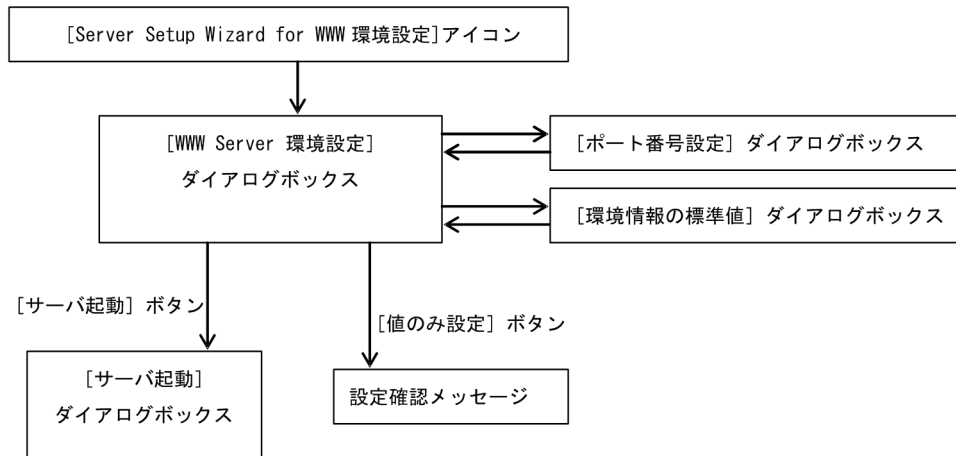 [Server Setup Wizard for WWW 環境設定]アイコン
[WWW Server 環境設定]
ダイアログボックス
[ポート番号設定] ダイアログボックス
[環境情報の標準値] ダイアログボックス
[サーバ起動] ボタン
[値のみ設定] ボタン
[サーバ起動]
ダイアログボックス
設定確認メッセージ